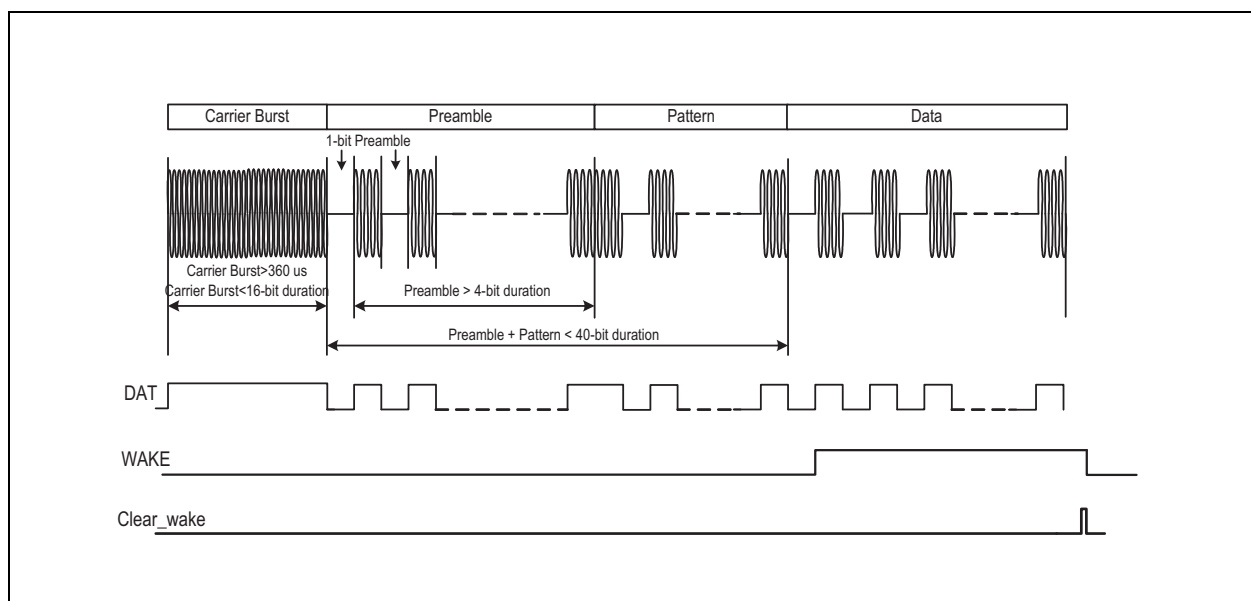 Carrier Burst Preamble Pattern Data
1-bit Preamble
Carrier Burst>360 us
Carrier Burst<16-bit duration
Preamble > 4-bit duration
Preamble + Pattern < 40-bit duration
DAT
WAKE
Clear_wake